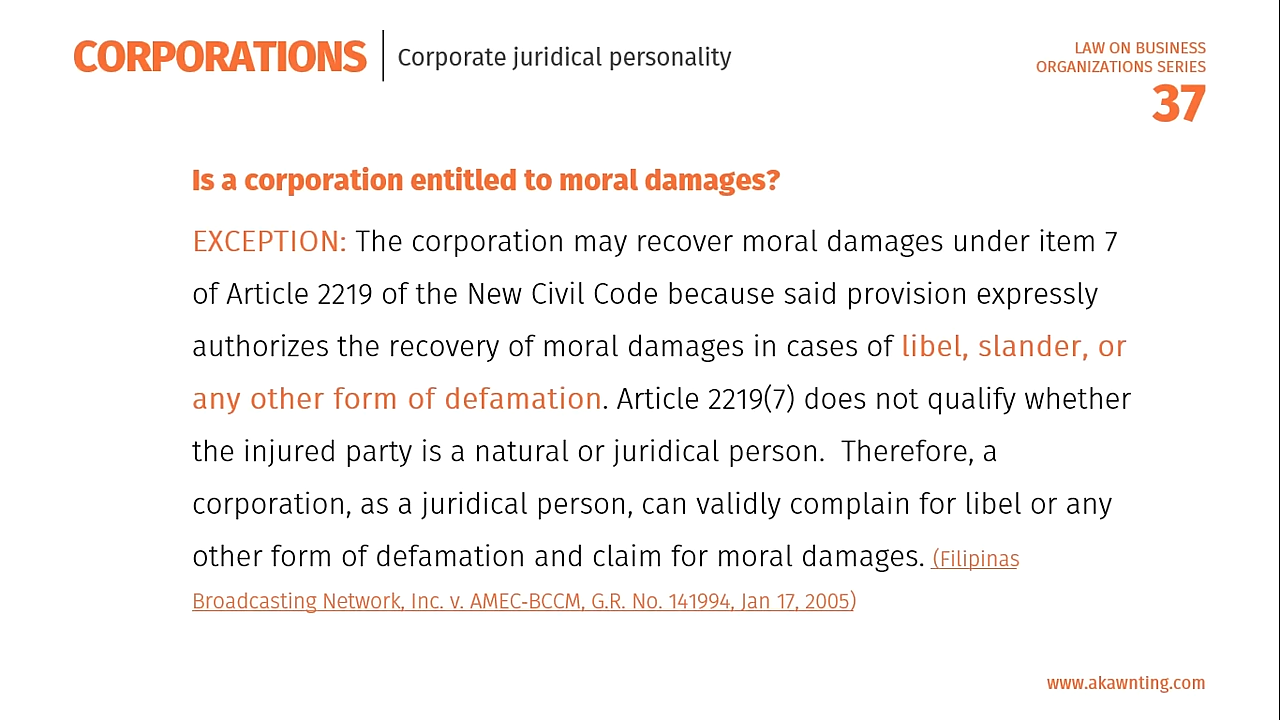 CORPORATIONS | Corporate juridical personality
LAW ON BUSINESS
ORGANIZATIONS SERIES
37
Is a corporation entitled to moral damages?
EXCEPTION: The corporation may recover moral damages under item 7
of Article 2219 of the New Civil Code because said provision expressly
authorizes the recovery of moral damages in cases of libel, slander, or
any other form of defamation. Article 2219(7) does not qualify whether
the injured party is a natural or juridical person.  Therefore, a
corporation, as a juridical person, can validly complain for libel or any
other form of defamation and claim for moral damages. (Filipinas
Broadcasting Network, Inc. v. AMEC-BCCM, G.R. No. 141994, Jan 17, 2005)
www.akawnting.com